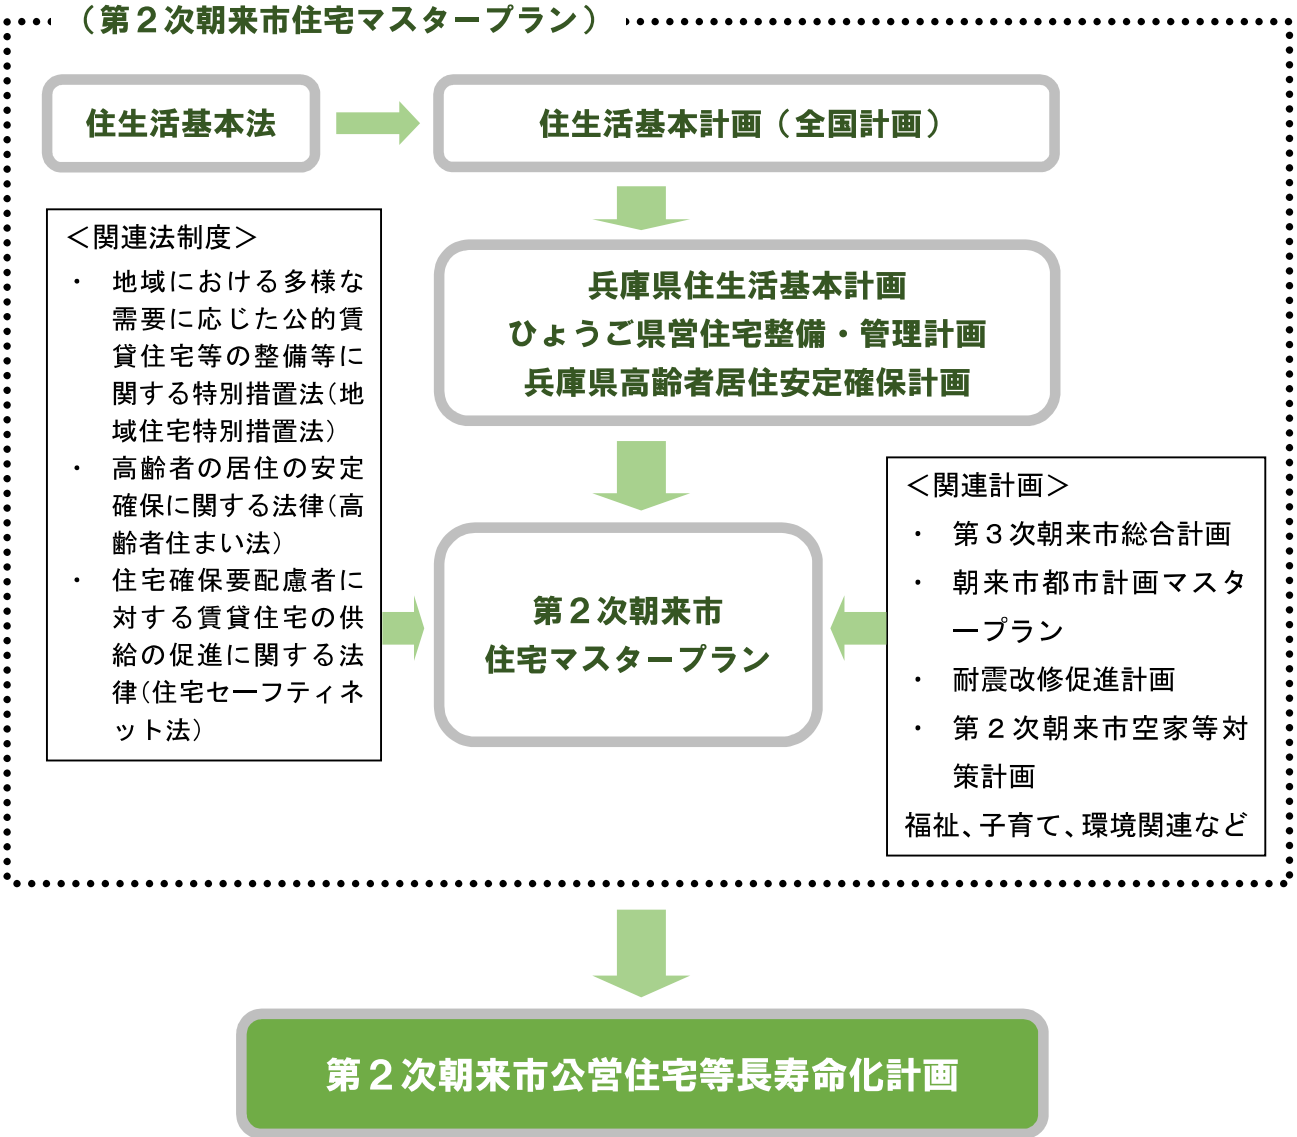 （第２次朝来市住宅マスタープラン）
住生活基本法
住生活基本計画（全国計画）
＜関連法制度＞
・ 地域における多様な
需要に応じた公的賃
貸住宅等の整備等に
関する特別措置法（地
域住宅特別措置法）
・ 高齢者の居住の安定
確保に関する法律（高
齢者住まい法）
・ 住宅確保要配慮者に
対する賃貸住宅の供
給の促進に関する法
律（住宅セーフティネ
ット法）
兵庫県住生活基本計画
ひょうご県営住宅整備・管理計画
兵庫県高齢者居住安定確保計画
第２次朝来市
住宅マスタープラン
＜関連計画＞
・ 第３次朝来市総合計画
・ 朝来市都市計画マスタ
ープラン
・ 耐震改修促進計画
・ 第２次朝来市空家等対
策計画
福祉、子育て、環境関連など
第２次朝来市公営住宅等長寿命化計画